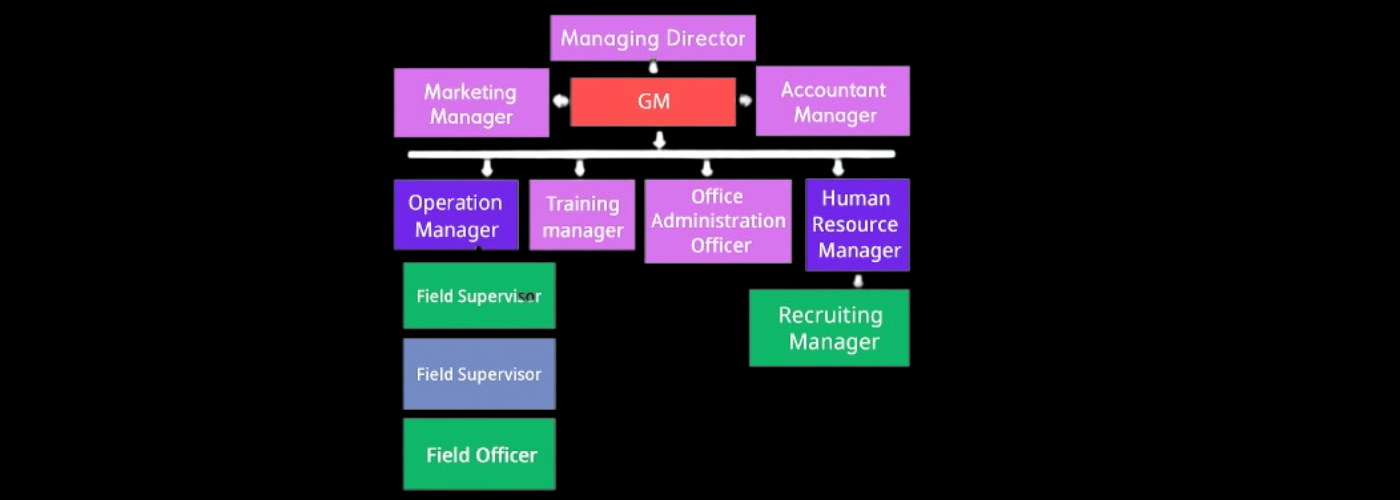 Managing Director
Marketing
Manager
GM
Accountant
Manager
Operation
Manager
Training
manager
Office
Administration
Officer
Human
Resource
Manager
Field Supervisor
Recruiting
Manager
Field Supervisor
Field Officer